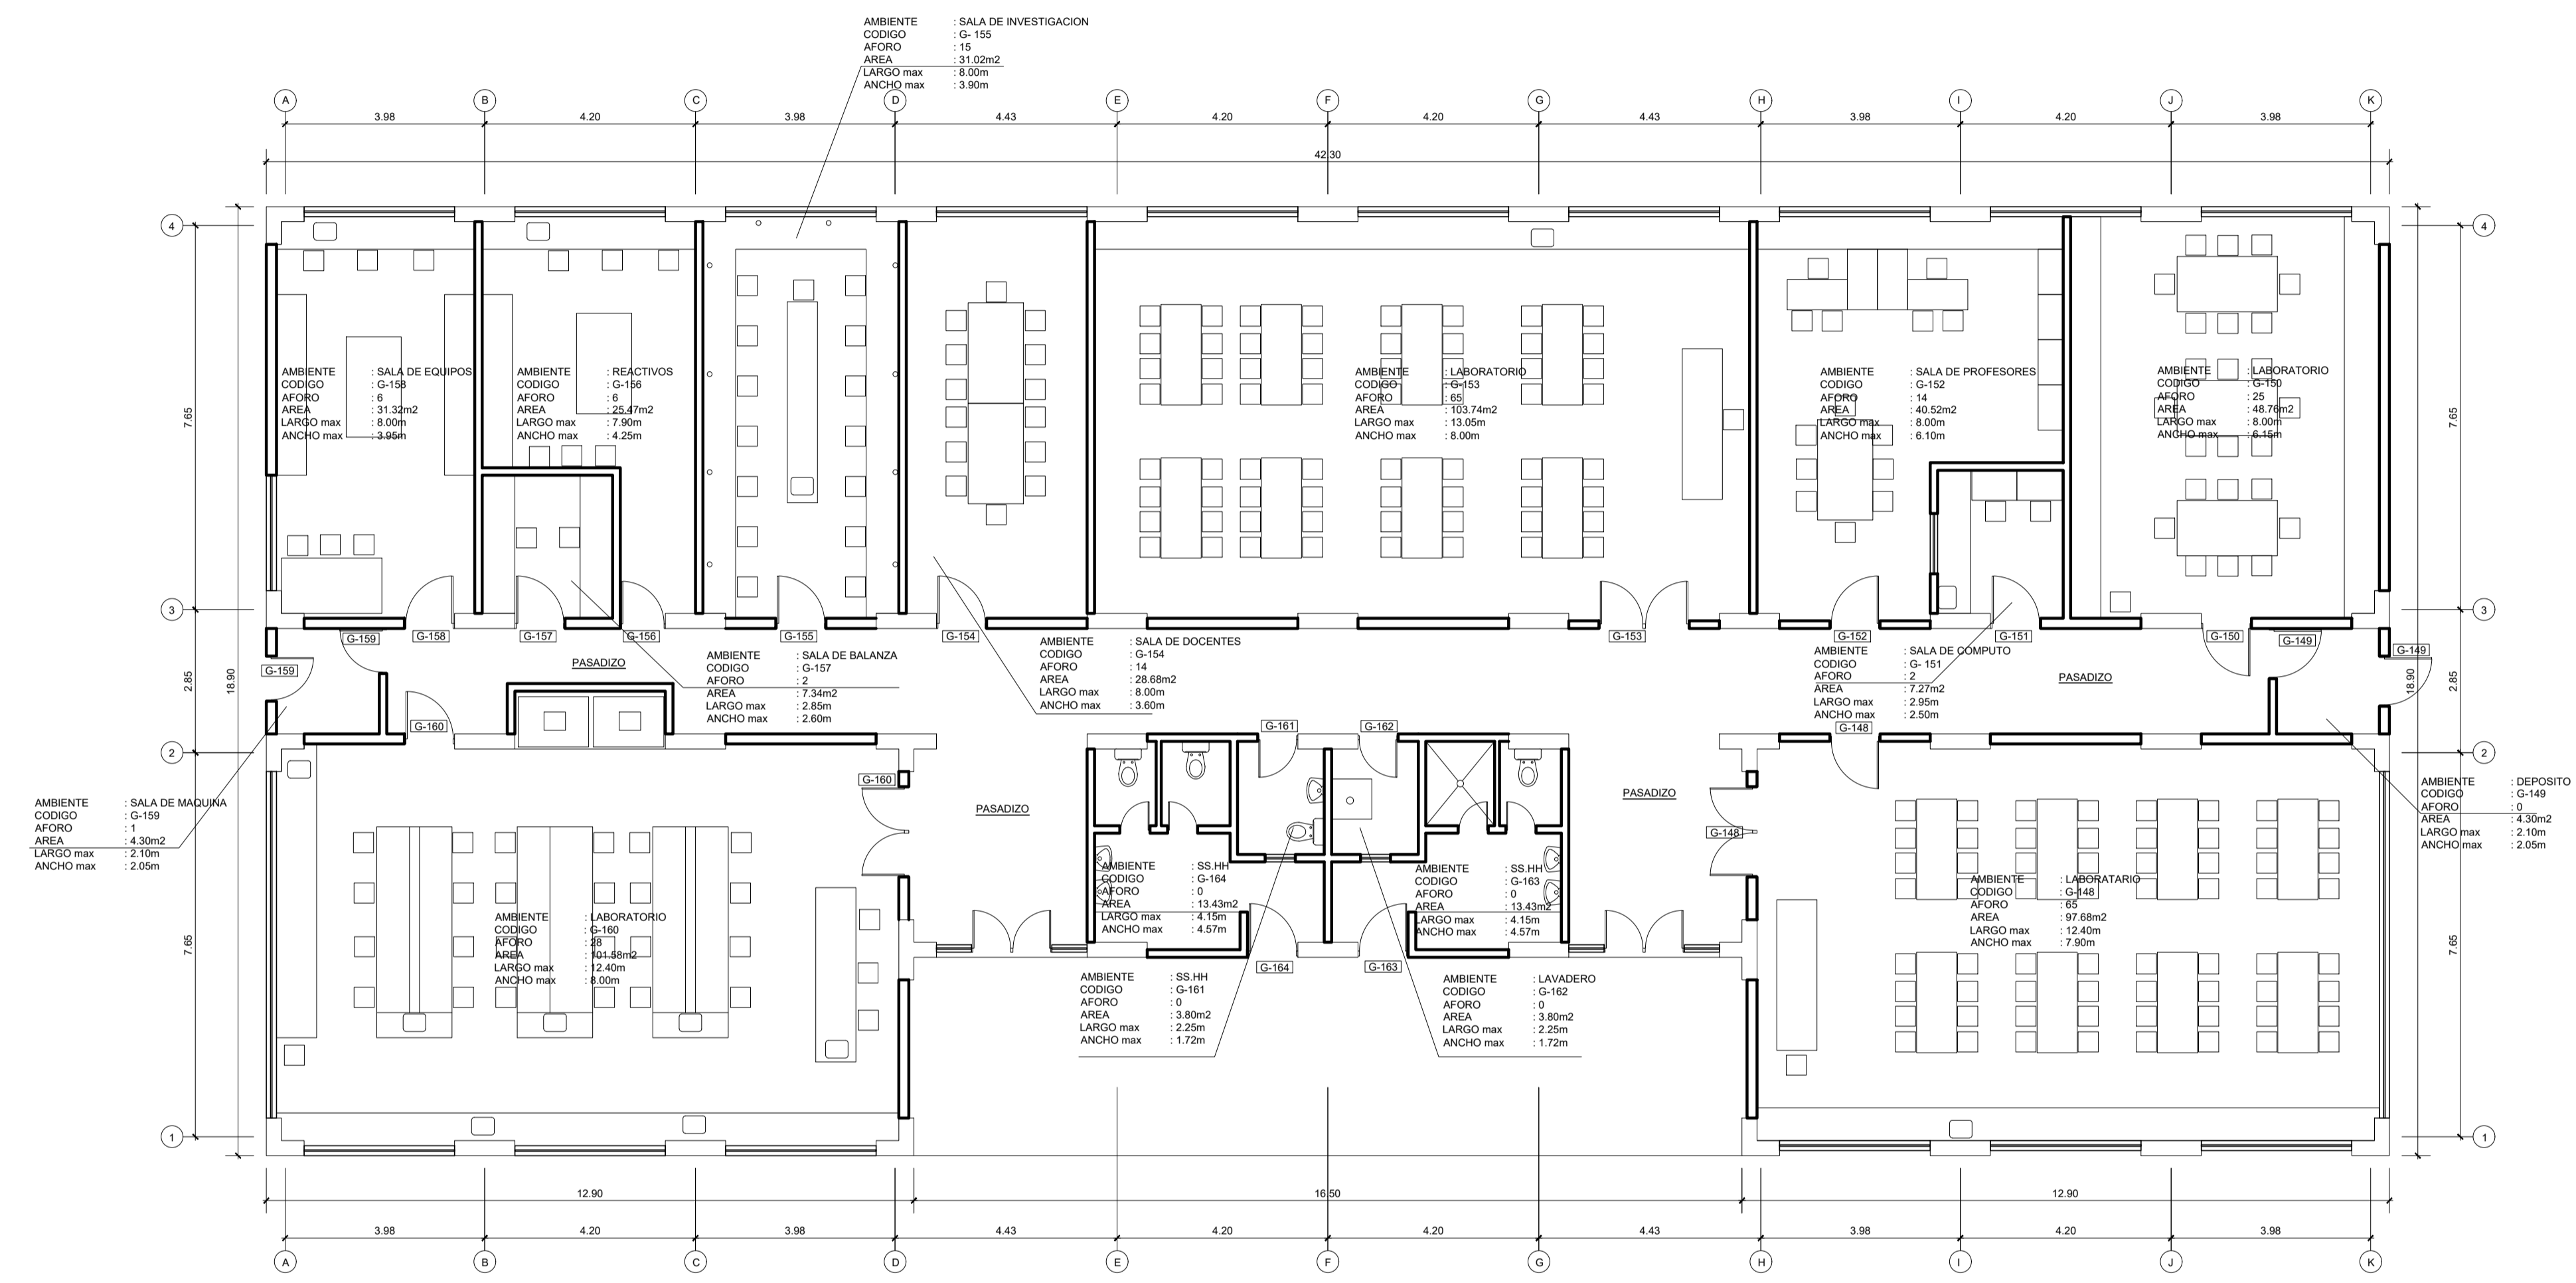 AMBIENTE : SALA DE INVESTIGACION
CODIGO : G- 155
AFORO : 15
AREA : 31.02m2
LARGO max : 8.00m
ANCHO max : 3.90m
A B C D E F G H I J K
3.98 4.20 3.98 4.43 4.20 4.20 4.43 3.98 4.20 3.98
42.30
4 4
7.65 7.65
AMBIENTE : SALA DE EQUIPOS
CODIGO : G-158
AFORO : 6
AREA : 31.32m2
LARGO max : 8.00m
ANCHO max : 3.95m
AMBIENTE : REACTIVOS
CODIGO : G-156
AFORO : 6
AREA : 25.47m2
LARGO max : 7.90m
ANCHO max : 4.25m
AMBIENTE : LABORATORIO
CODIGO : G-153
AFORO : 65
AREA : 103.74m2
LARGO max : 13.05m
ANCHO max : 8.00m
AMBIENTE : SALA DE PROFESORES
CODIGO : G-152
AFORO : 14
AREA : 40.52m2
LARGO max : 8.00m
ANCHO max : 6.10m
AMBIENTE : LABORATORIO
CODIGO : G-150
AFORO : 25
AREA : 48.76m2
LARGO max : 8.00m
ANCHO max : 6.15m
3 3
G-159 G-158 G-157 G-156 G-155 G-154 G-153 G-152 G-151 G-150 G-149
G-159
PASADIZO
G-149
2.85 18.90 18.90 2.85
AMBIENTE : SALA DE BALANZA
CODIGO : G-157
AFORO : 2
AREA : 7.34m2
LARGO max : 2.85m
ANCHO max : 2.60m
AMBIENTE : SALA DE DOCENTES
CODIGO : G-154
AFORO : 14
AREA : 28.68m2
LARGO max : 8.00m
ANCHO max : 3.60m
AMBIENTE : SALA DE COMPUTO
CODIGO : G- 151
AFORO : 2
AREA : 7.27m2
LARGO max : 2.95m
ANCHO max : 2.50m
PASADIZO
G-160 G-161 G-162 G-148
2 2
G-160
PASADIZO
PASADIZO
G-148
AMBIENTE : SALA DE MAQUINA
CODIGO : G-159
AFORO : 1
AREA : 4.30m2
LARGO max : 2.10m
ANCHO max : 2.05m
AMBIENTE : DEPOSITO
CODIGO : G-149
AFORO : 0
AREA : 4.30m2
LARGO max : 2.10m
ANCHO max : 2.05m
AMBIENTE : SS.HH
CODIGO : G-164
AFORO : 0
AREA : 13.43m2
LARGO max : 4.15m
ANCHO max : 4.57m
AMBIENTE : SS.HH
CODIGO : G-163
AFORO : 0
AREA : 13.43m2
LARGO max : 4.15m
ANCHO max : 4.57m
AMBIENTE : LABORATARIO
CODIGO : G-148
AFORO : 65
AREA : 97.68m2
LARGO max : 12.40m
ANCHO max : 7.90m
AMBIENTE : LABORATORIO
CODIGO : G-160
AFORO : 28
AREA : 101.58m2
LARGO max : 12.40m
ANCHO max : 8.00m
7.65 7.65
G-164 G-163
AMBIENTE : SS.HH
CODIGO : G-161
AFORO : 0
AREA : 3.80m2
LARGO max : 2.25m
ANCHO max : 1.72m
AMBIENTE : LAVADERO
CODIGO : G-162
AFORO : 0
AREA : 3.80m2
LARGO max : 2.25m
ANCHO max : 1.72m
1 1
12.90 16.50 12.90
3.98 4.20 3.98 4.43 4.20 4.20 4.43 3.98 4.20 3.98
A B C D E F G H I J K